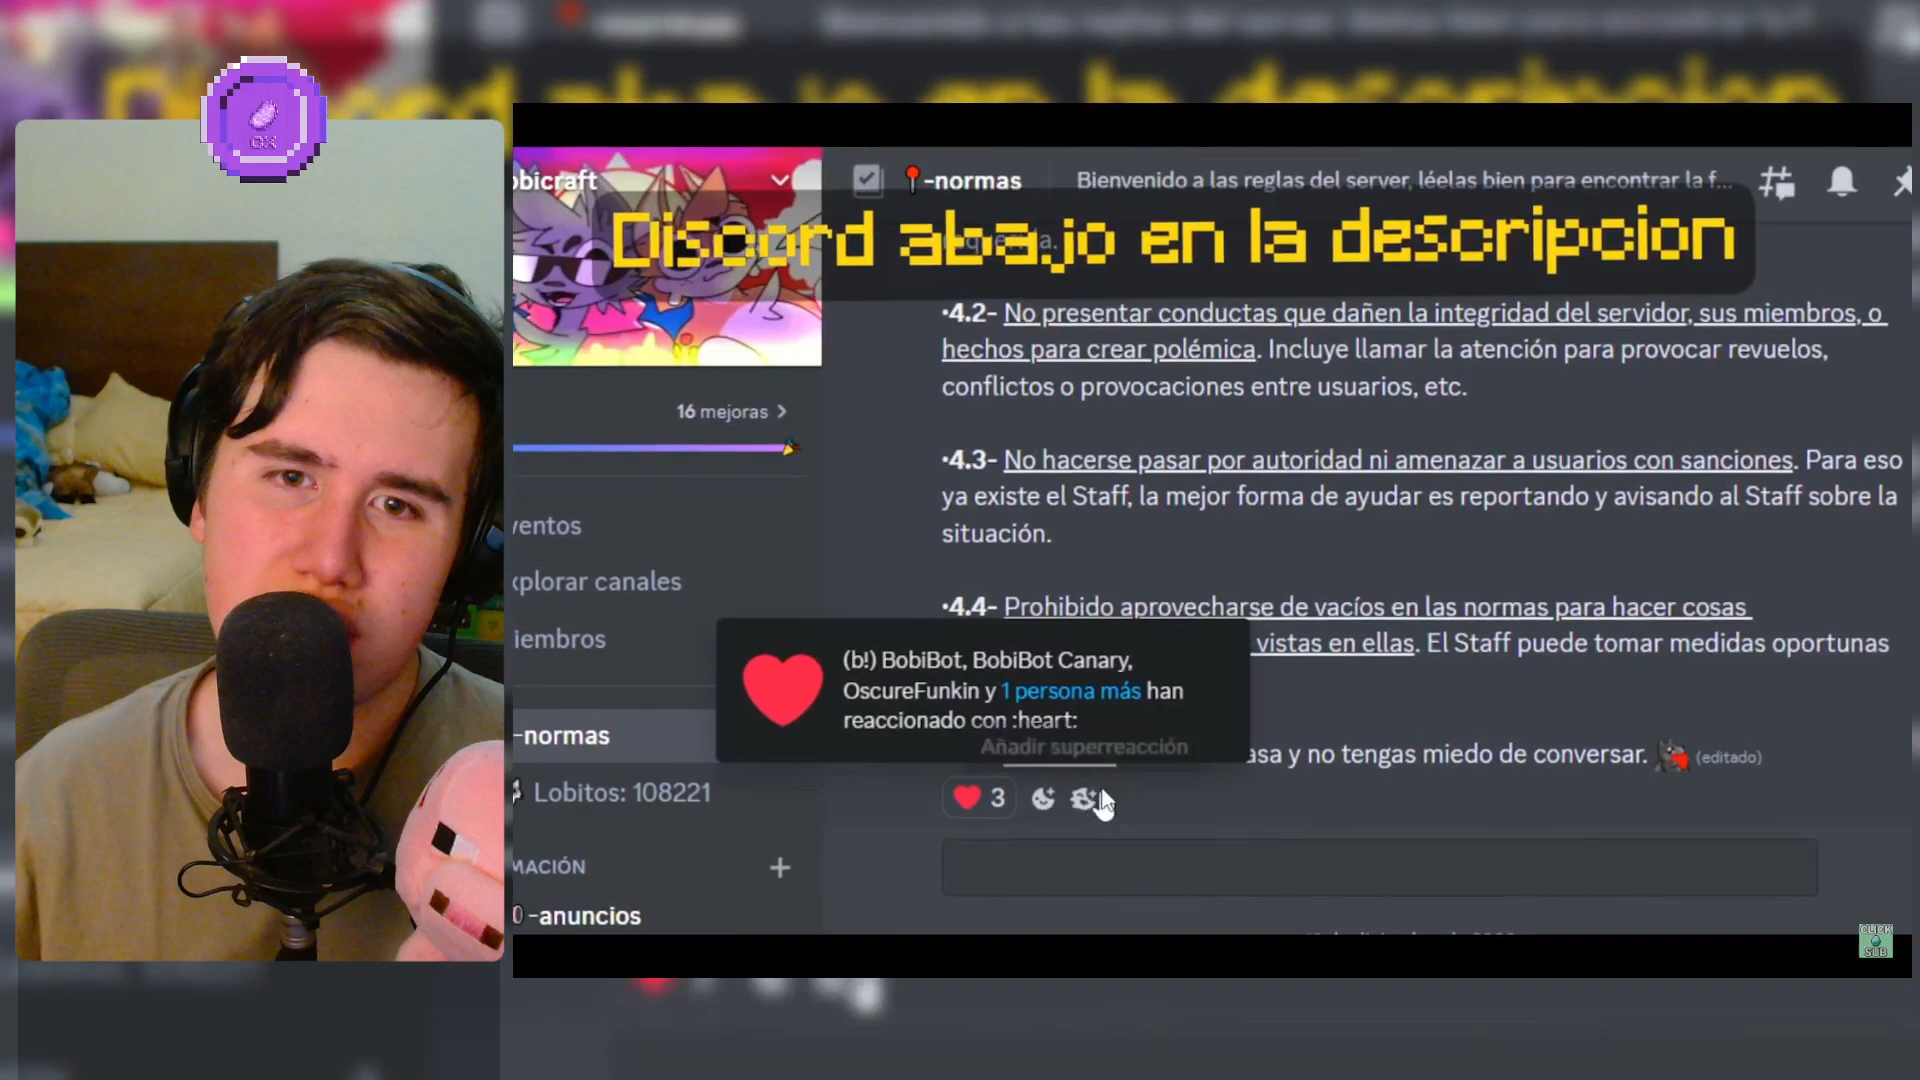 0X
obicraft
-normas
Bienvenido a las reglas del server, léelas bien para encontrar la f...
Discord abajo en la descripcion
•4.2- No presentar conductas que dañen la integridad del servidor, sus miembros, o
hechos para crear polémica. Incluye llamar la atención para provocar revuelos,
conflictos o provocaciones entre usuarios, etc.
16 mejoras
•4.3- No hacerse pasar por autoridad ni amenazar a usuarios con sanciones. Para eso
ya existe el Staff, la mejor forma de ayudar es reportando y avisando al Staff sobre la
situación.
ventos
xplorar canales
iembros
•4.4- Prohibido aprovecharse de vacíos en las normas para hacer cosas
vistas en ellas. El Staff puede tomar medidas oportunas
(b!) BobiBot, BobiBot Canary,
OscureFunkin y 1 persona más han
reaccionado con :heart:
Añadir superreacción
asa y no tengas miedo de conversar. (editado)
3
-normas
Lobitos: 108221
MACIÓN
-anuncios
CLICK
SUB